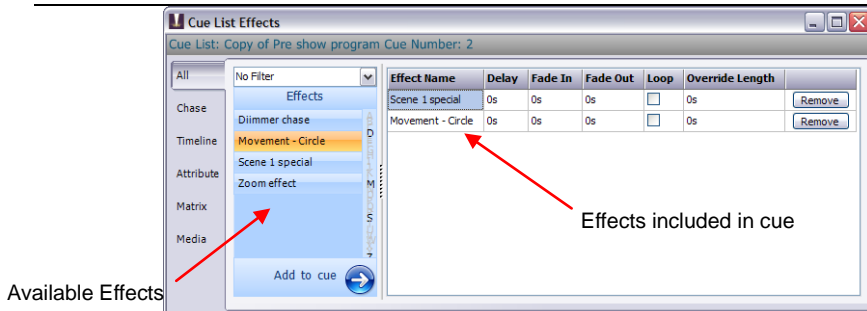 Cue List Effects
Cue List: Copy of Pre show program Cue Number: 2
All
Chase
Timeline
Attribute
Matrix
Media
No Filter
Effects
Diimmer chase
Movement - Circle
Scene 1 special
Zoom effect
D
M
S
Z
Add to cue
Effect Name Delay Fade In Fade Out Loop Override Length
Scene 1 special 0s 0s 0s 0s Remove
Movement - Circle 0s 0s 0s 0s Remove
Effects included in cue
Available Effects